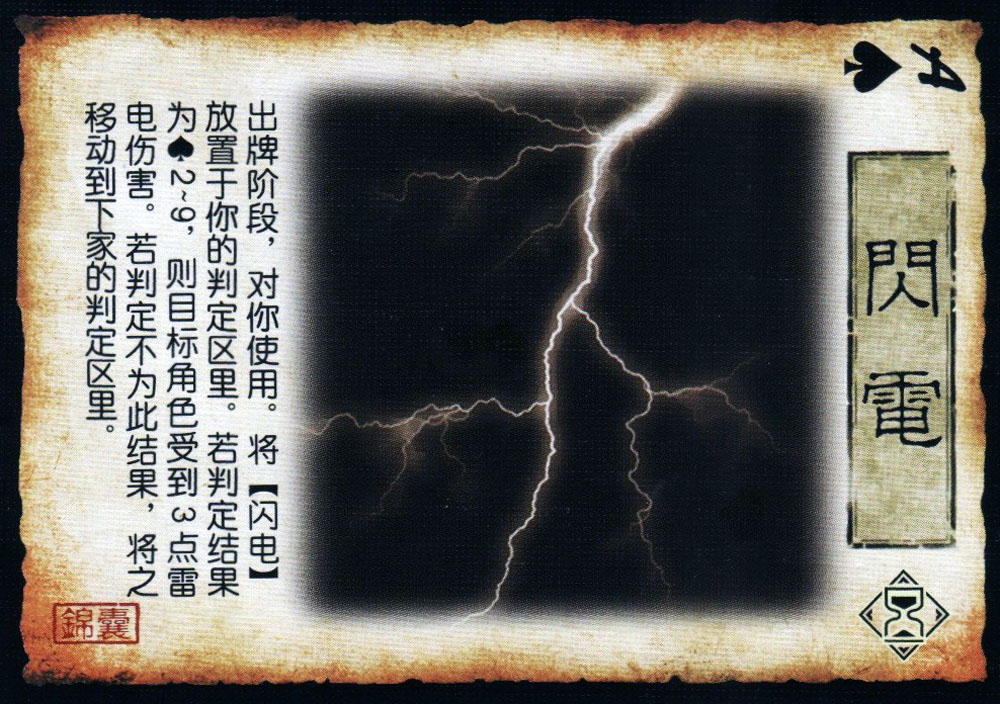 A♠
閃電
出牌阶段，对你使用。将【闪电】
放置于你的判定区里。若判定结果
为♠2~9，则目标角色受到3点雷
电伤害。若判定不为此结果，将之
移动到下家的判定区里。
錦囊